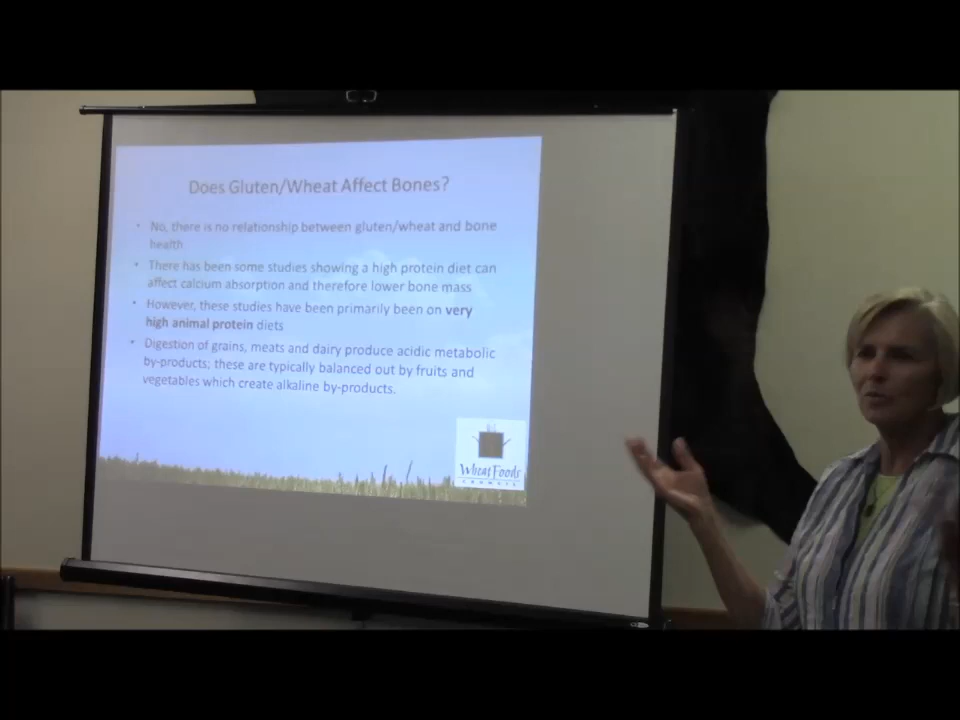 Does Gluten/Wheat Affect Bones?
• No, there is no relationship between gluten/wheat and bone
health
• There has been some studies showing a high protein diet can
affect calcium absorption and therefore lower bone mass
• However, these studies have been primarily been on very
high animal protein diets
• Digestion of grains, meats and dairy produce acidic metabolic
by-products; these are typically balanced out by fruits and
vegetables which create alkaline by-products.
Wheat Foods
COUNCIL